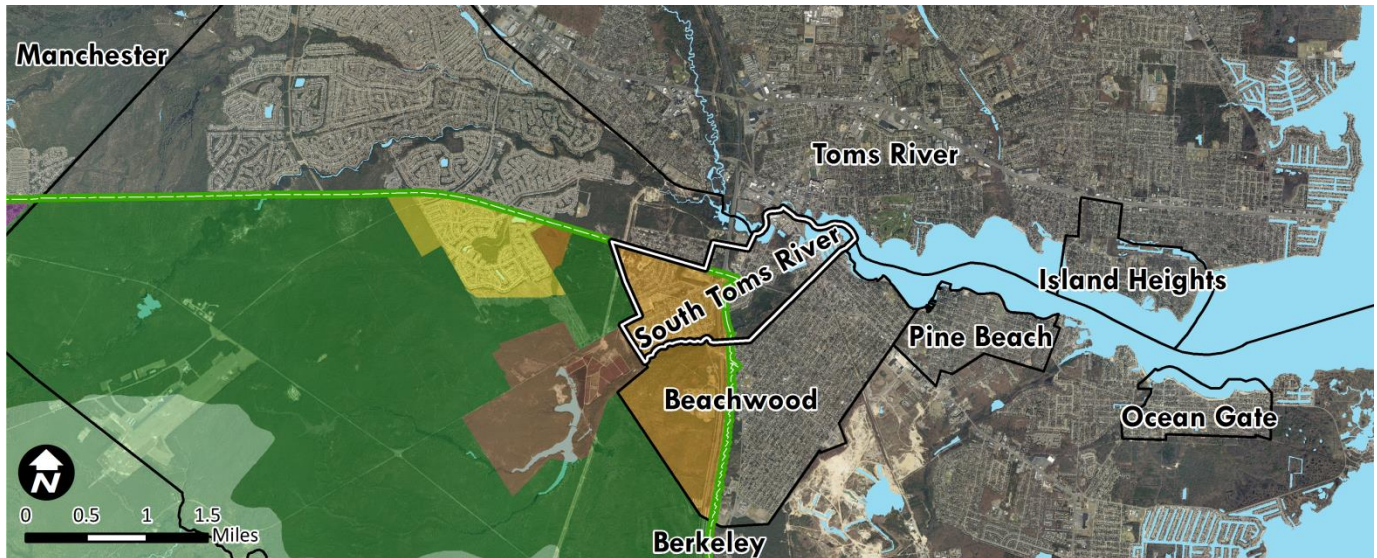 Manchester
Toms River
South Toms River
Island Heights
Pine Beach
Beachwood
Ocean Gate
N
0 0.5 1 1.5
Miles
Berkeley